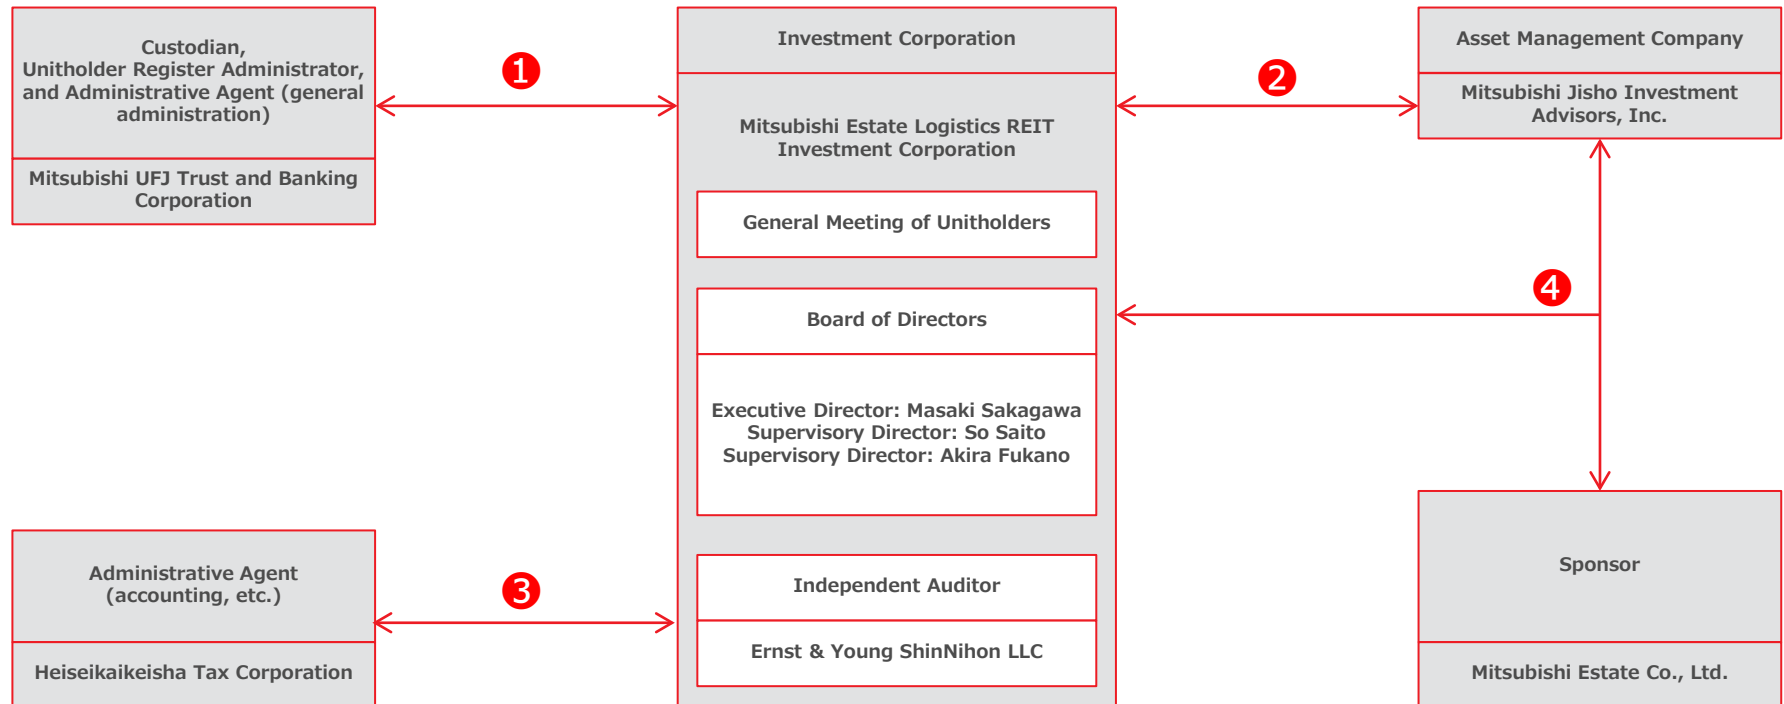 Custodian,
Unitholder Register Administrator,
and Administrative Agent (general
administration)
Mitsubishi UFJ Trust and Banking
Corporation
1
Investment Corporation
Mitsubishi Estate Logistics REIT
Investment Corporation
General Meeting of Unitholders
Board of Directors
Executive Director: Masaki Sakagawa
Supervisory Director: So Saito
Supervisory Director: Akira Fukano
Independent Auditor
Ernst & Young ShinNihon LLC
2
Asset Management Company
Mitsubishi Jisho Investment
Advisors, Inc.
4
Administrative Agent
(accounting, etc.)
Heiseikaikeisha Tax Corporation
3
Sponsor
Mitsubishi Estate Co., Ltd.